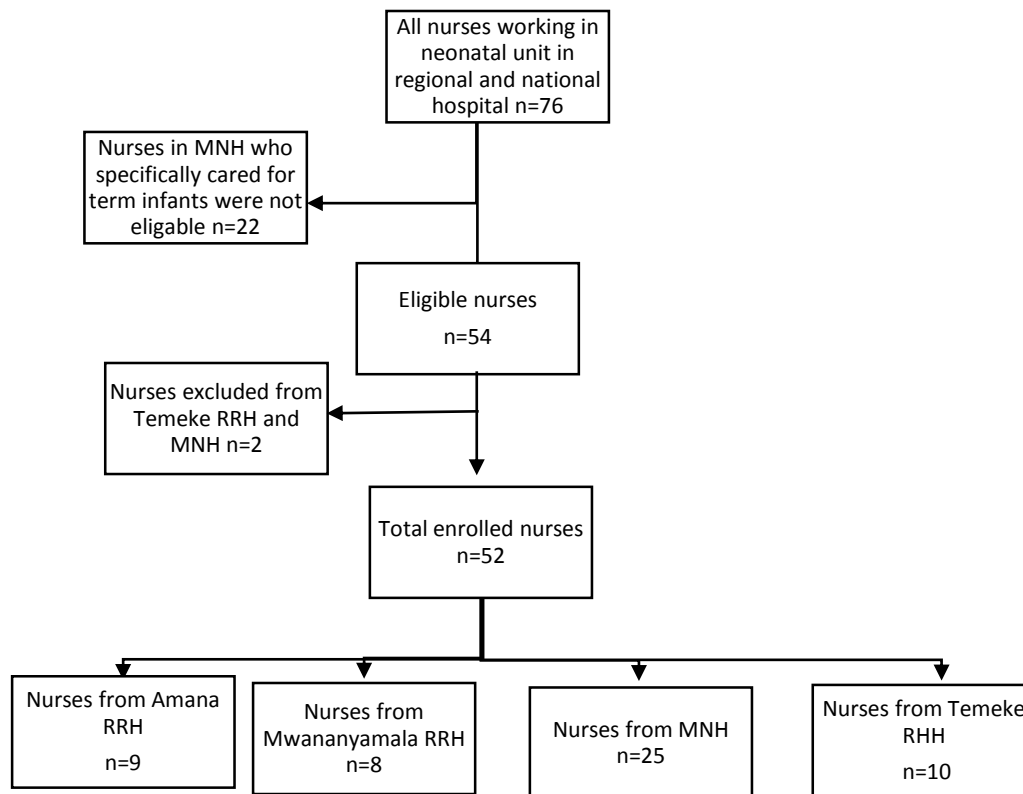 All nurses working in
neonatal unit in
regional and national
hospital n=76
Nurses in MNH who
specifically cared for
term infants were not
eligable n=22
Eligible nurses
n=54
Nurses excluded from
Temeke RRH and
MNH n=2
Total enrolled nurses
n=52
Nurses from Amana
RRH
n=9
Nurses from
Mwananyamala RRH
n=8
Nurses from MNH
n=25
Nurses from Temeke
RHH
n=10